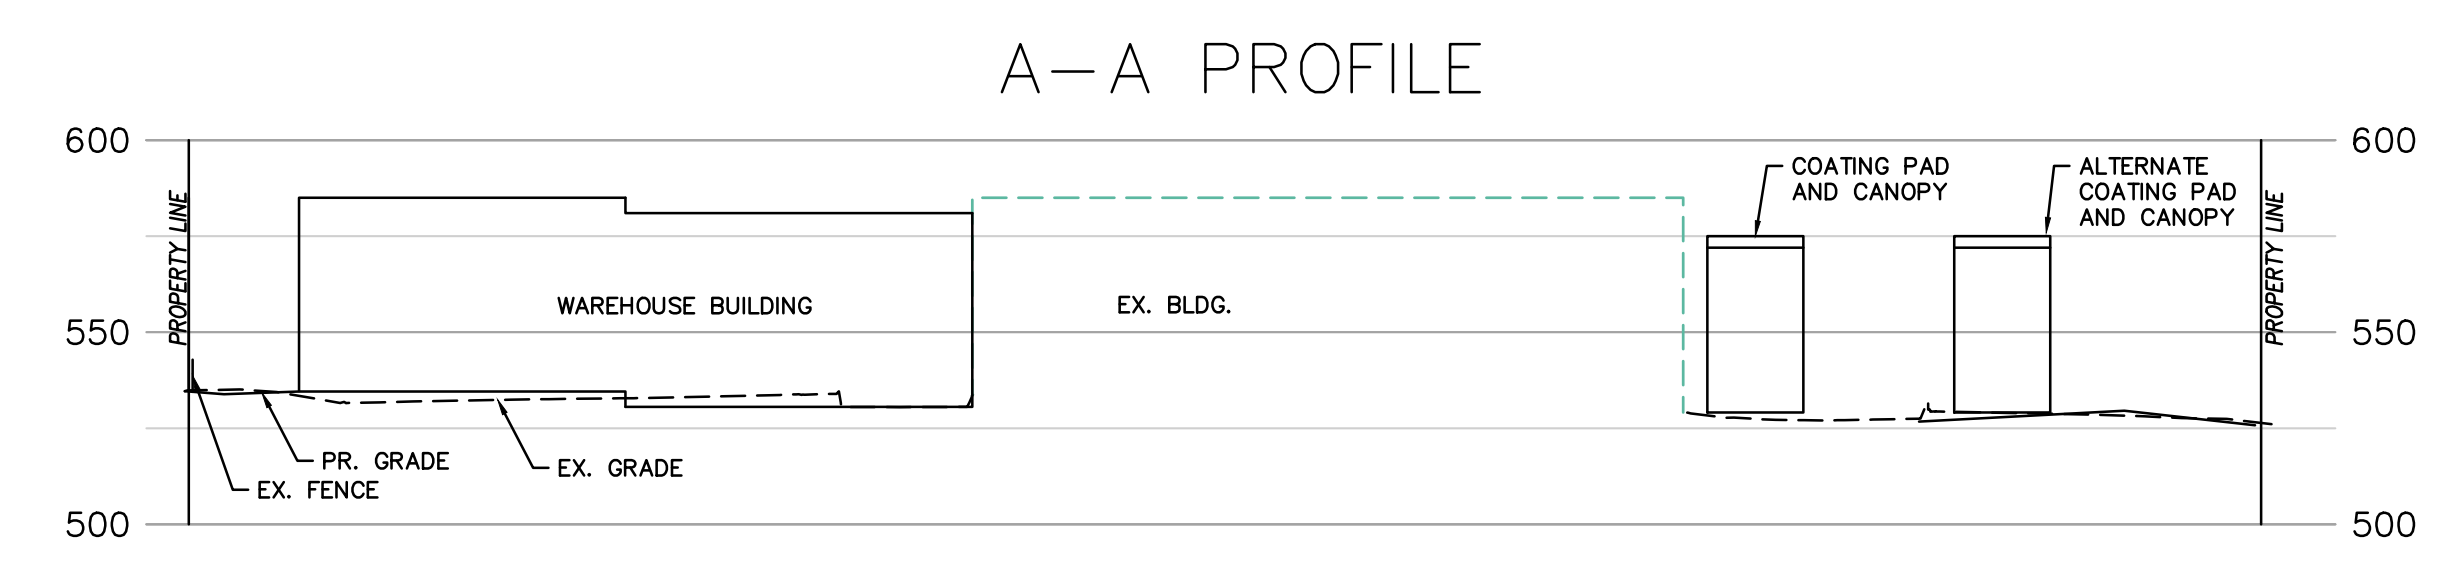 A-A PROFILE
600
600
COATING PAD
AND CANOPY
ALTERNATE
COATING PAD
AND CANOPY
PROPERTY LINE
PROPERTY LINE
WAREHOUSE BUILDING
EX. BLDG.
550
550
PR. GRADE
EX. GRADE
EX. FENCE
500
500